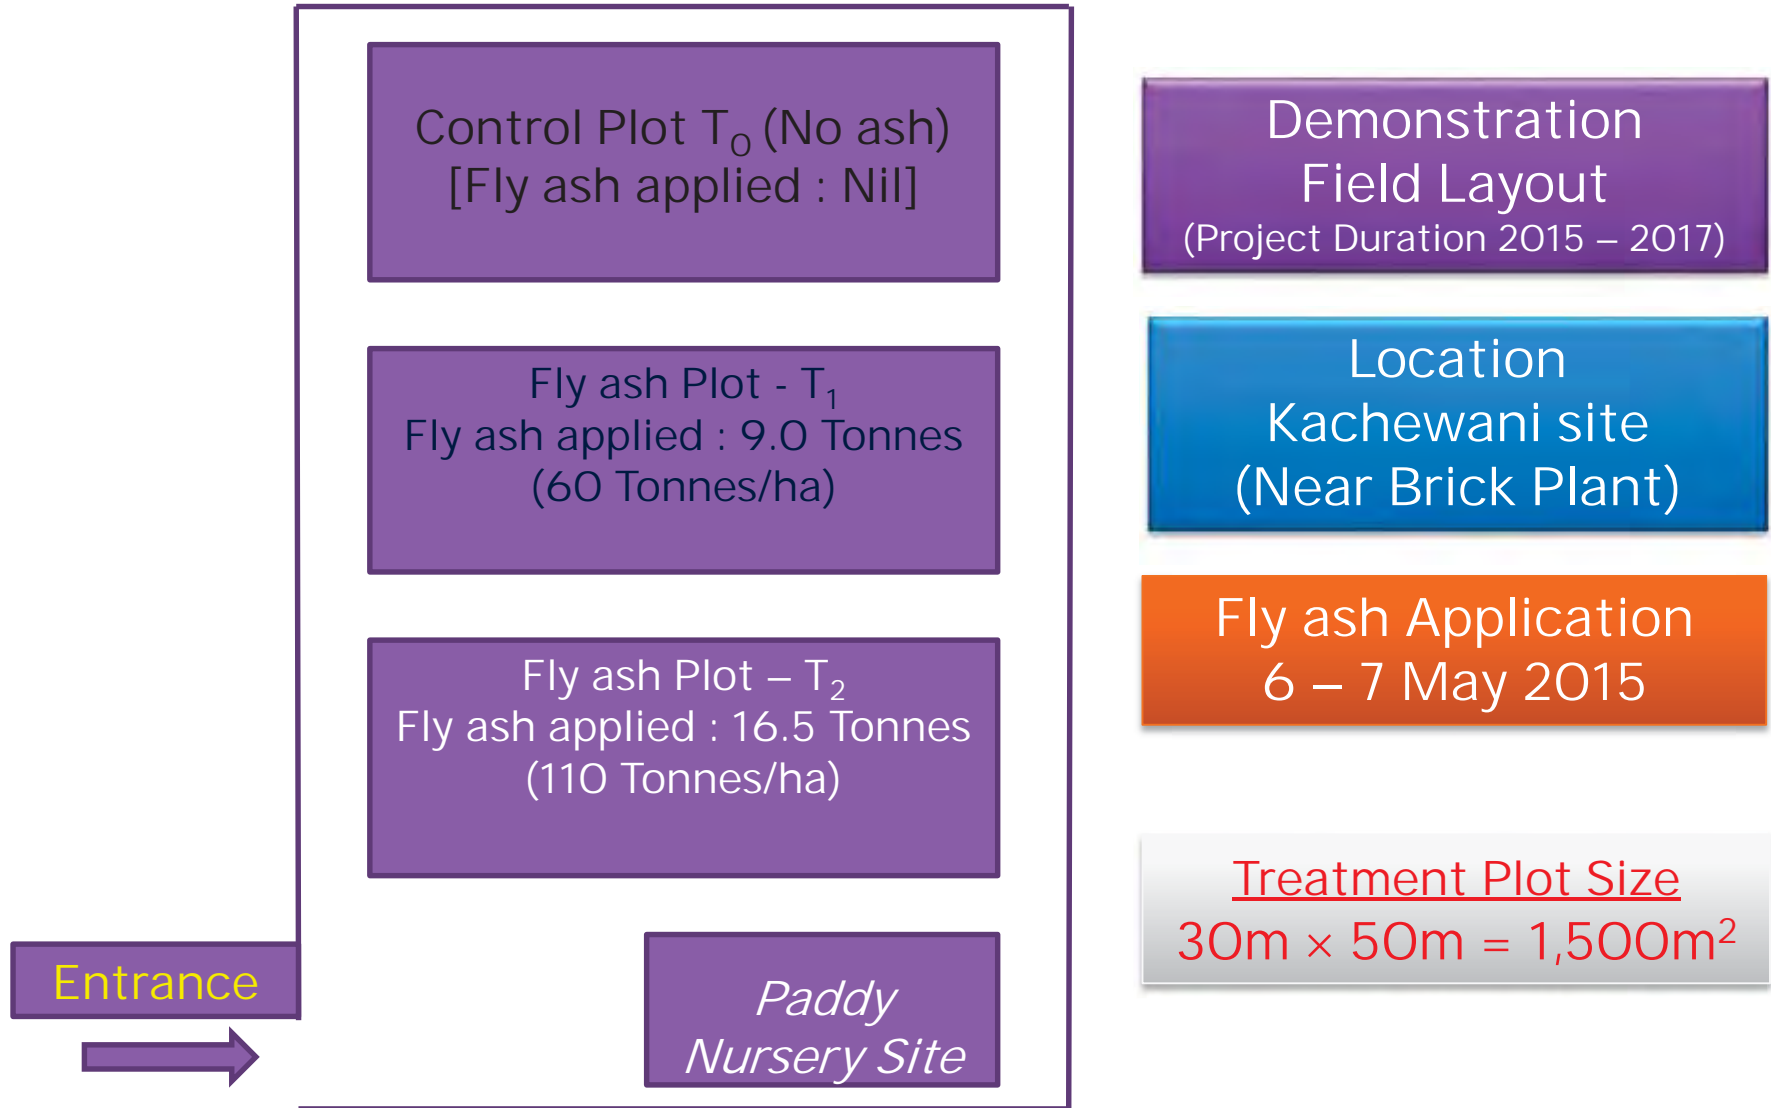 Control Plot T₀ (No ash)
[Fly ash applied : Nil]
Fly ash Plot - T₁
Fly ash applied : 9.0 Tonnes
(60 Tonnes/ha)
Fly ash Plot – T₂
Fly ash applied : 16.5 Tonnes
(110 Tonnes/ha)
Entrance
Paddy
Nursery Site
Demonstration
Field Layout
(Project Duration 2015 – 2017)
Location
Kachewani site
(Near Brick Plant)
Fly ash Application
6 – 7 May 2015
Treatment Plot Size
30m × 50m = 1,500m²